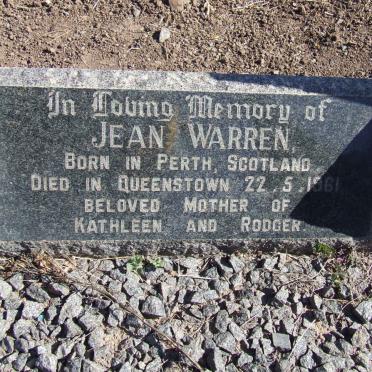 In Loving Memory of
JEAN WARREN.
BORN IN PERTH, SCOTLAND
DIED IN QUEENSTOWN 22.5.1961
BELOVED MOTHER OF
KATHLEEN AND RODGER